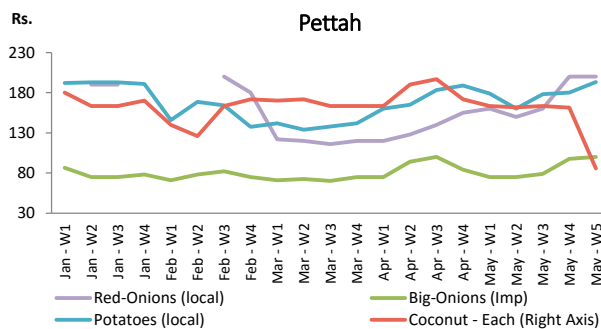 Rs.
Pettah
230
180
130
80
30
Jan - W1
Jan - W2
Jan - W3
Jan - W4
Feb - W1
Feb - W2
Feb - W3
Feb - W4
Mar - W1
Mar - W2
Mar - W3
Mar - W4
Apr - W1
Apr - W2
Apr - W3
Apr - W4
May - W1
May - W2
May - W3
May - W4
May - W5
Red-Onions (local)
Big-Onions (Imp)
Potatoes (local)
Coconut - Each (Right Axis)